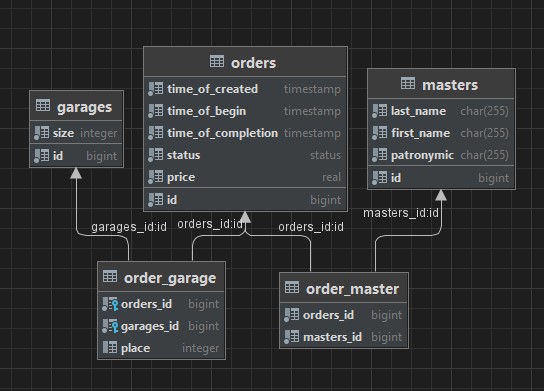 orders
time_of_created timestamp
time_of_begin timestamp
time_of_completion timestamp
status status
price real
id bigint
garages
size integer
id bigint
masters
last_name char(255)
first_name char(255)
patronymic char(255)
id bigint
garages_id:id
orders_id:id
orders_id:id
masters_id:id
order_garage
orders_id bigint
garages_id bigint
place integer
order_master
orders_id bigint
masters_id bigint